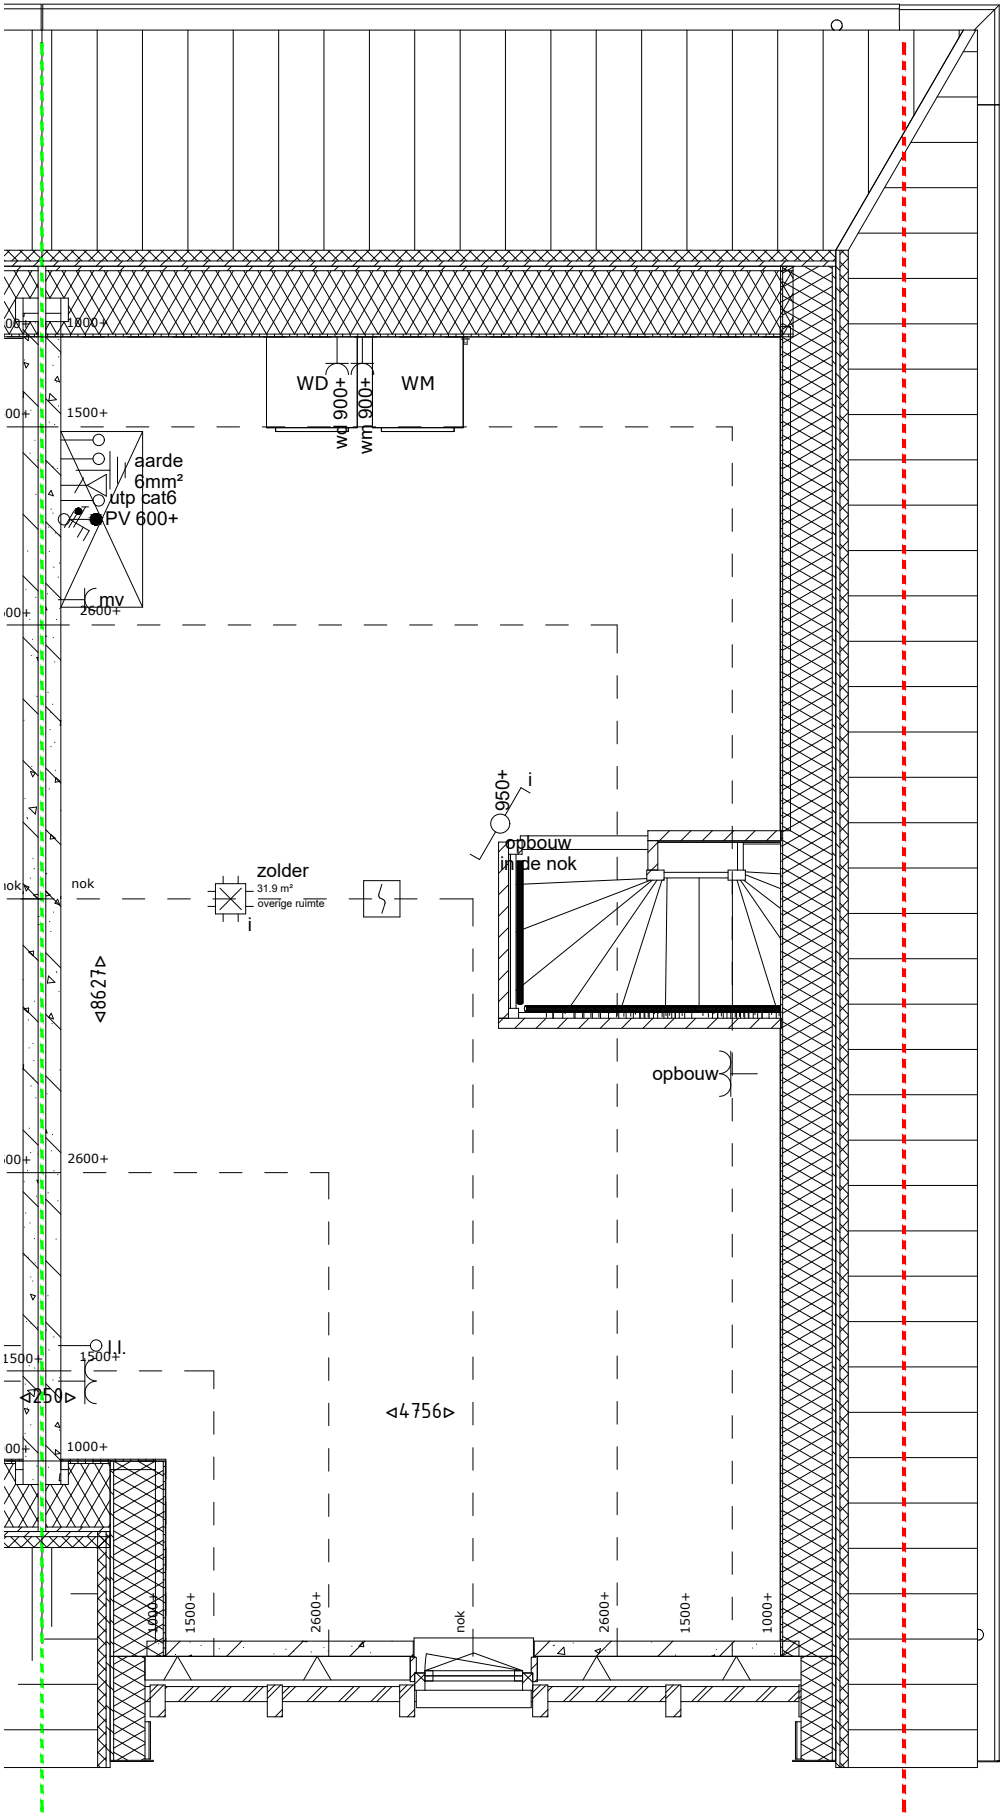 1000+
WD
WM
wd 900+
wm 900+
1500+
aarde
6mm²
utp cat6
PV 600+
mv
2600+
950+
i
opbouw
in de nok
zolder
31.9 m²
overige ruimte
i
nok
nok
8627
opbouw
2600+
l.l.
1500+
1500+
250
4756
1000+
1000+
1500+
2600+
nok
2600+
1500+
1000+